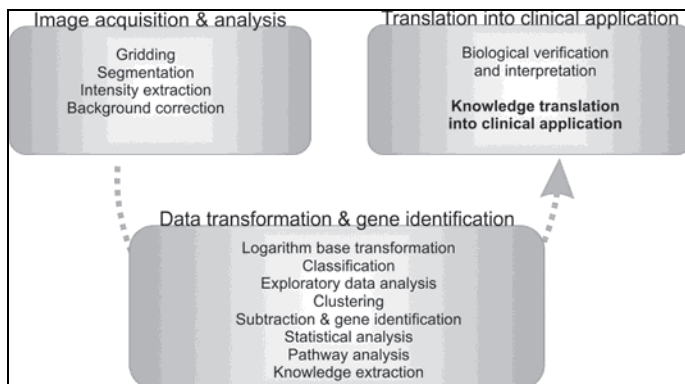 Image acquisition & analysis
Gridding
Segmentation
Intensity extraction
Background correction
Translation into clinical application
Biological verification
and interpretation
Knowledge translation
into clinical application
Data transformation & gene identification
Logarithm base transformation
Classification
Exploratory data analysis
Clustering
Subtraction & gene identification
Statistical analysis
Pathway analysis
Knowledge extraction